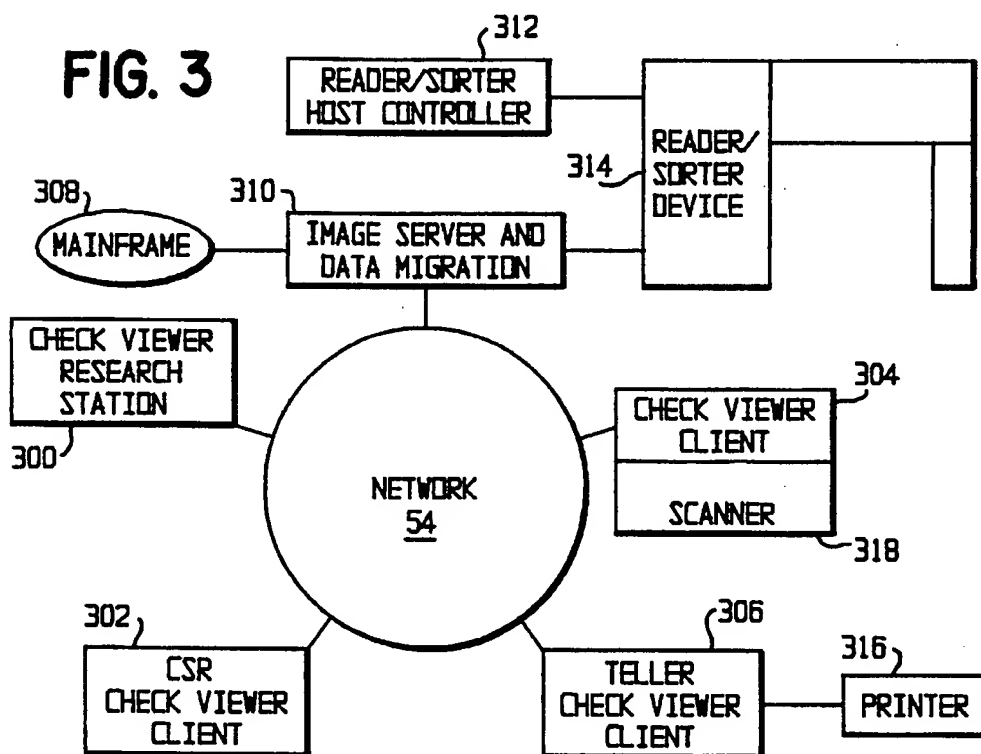 FIG. 3
312
READER/SORTER
HOST CONTROLLER
READER/
SORTER
DEVICE
314
308
MAINFRAME
310
IMAGE SERVER AND
DATA MIGRATION
CHECK VIEWER
RESEARCH
STATION
300
304
CHECK VIEWER
CLIENT
SCANNER
318
NETWORK
54
302
CSR
CHECK VIEWER
CLIENT
306
TELLER
CHECK VIEWER
CLIENT
316
PRINTER